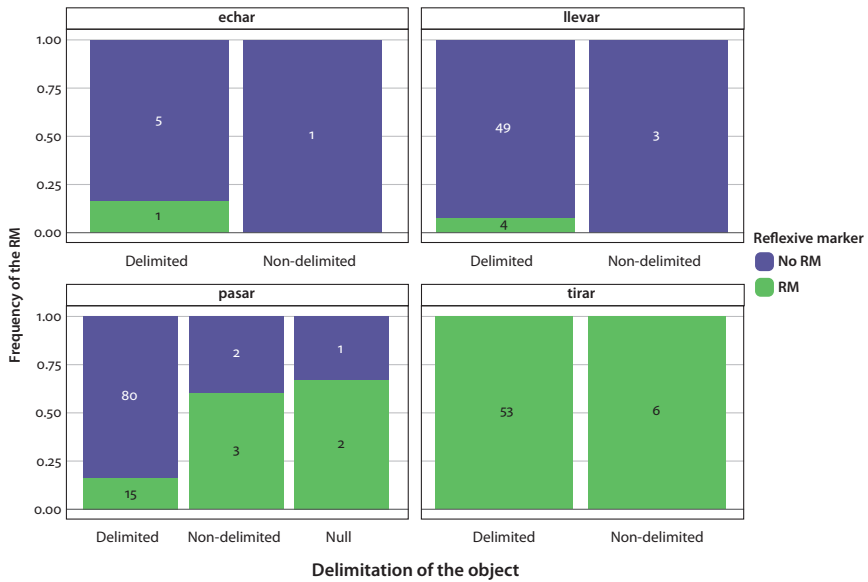 echar
llevar
1.00
0.75
0.50
0.25
0.00
5
1
1
49
4
3
Delimited
Non-delimited
Delimited
Non-delimited
Reflexive marker
No RM
RM
Frequency of the RM
pasar
tirar
1.00
0.75
0.50
0.25
0.00
80
15
2
3
1
2
53
6
Delimited
Non-delimited
Null
Delimited
Non-delimited
Delimitation of the object